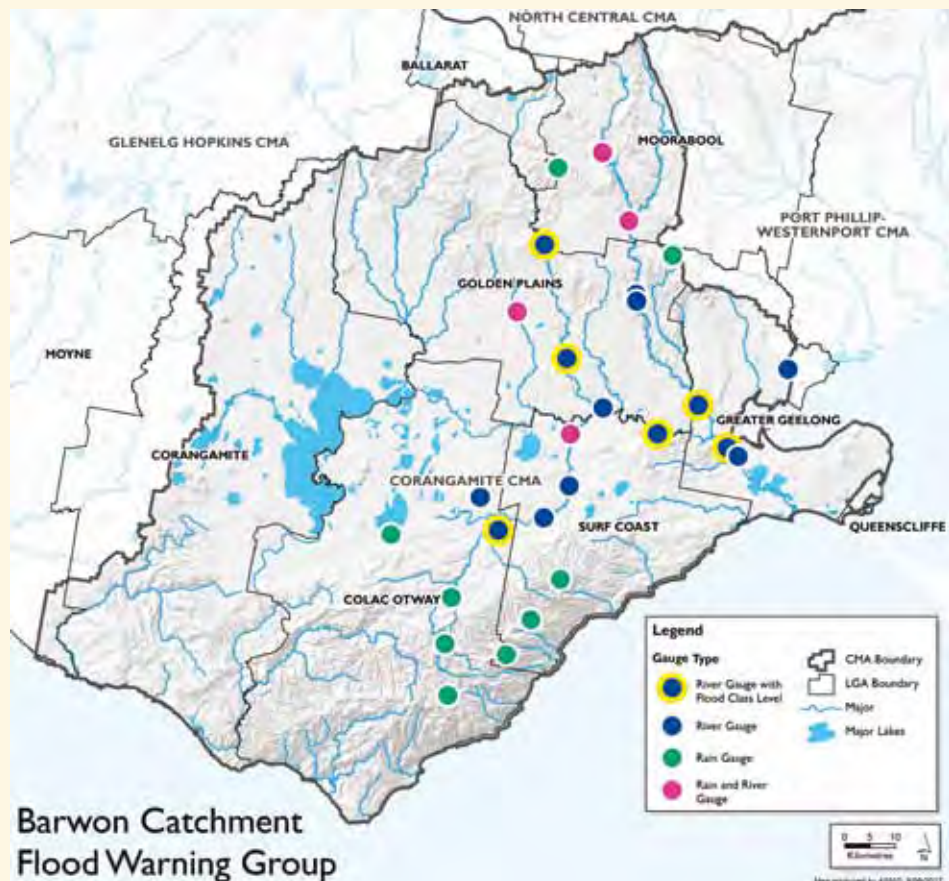 NORTH CENTRAL CMA
BALLARAT
GLENELG HOPKINS CMA
MOORABOOL
PORT PHILLIP-
WESTERNPORT CMA
GOLDEN PLAINS
MOYNE
GREATER GEELONG
CORANGAMITE
CORANGAMITE CMA
SURF COAST
QUEENSCLIFFE
COLAC OTWAY
Legend
Gauge Type
River Gauge with
Flood Class Level
River Gauge
Rain Gauge
Rain and River
Gauge
CMA Boundary
LGA Boundary
Major
Major Lakes
Barwon Catchment
Flood Warning Group
0 5 10
Kilometres
N